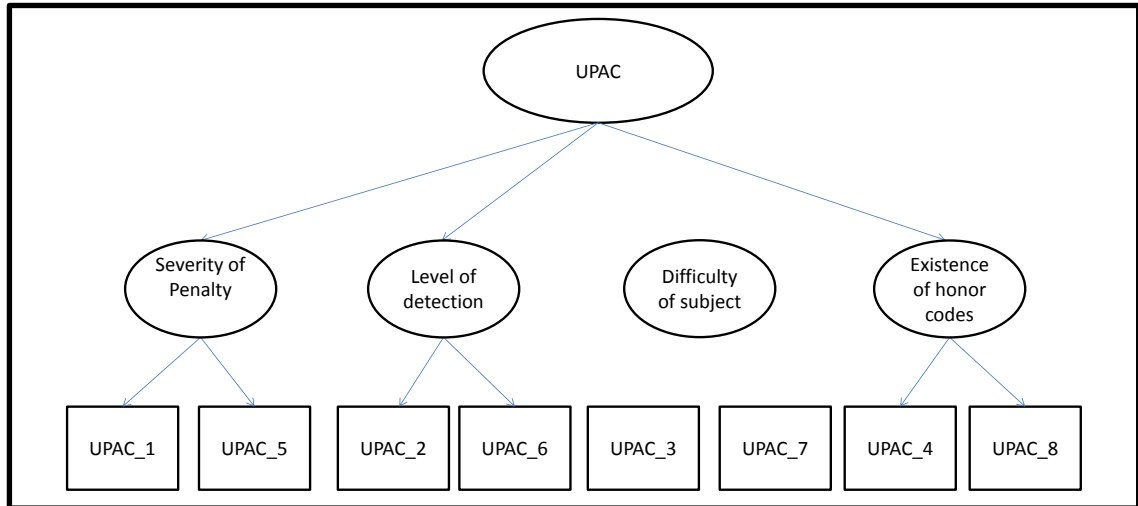 UPAC
Severity of
Penalty
Level of
detection
Difficulty
of subject
Existence
of honor
codes
UPAC_1
UPAC_5
UPAC_2
UPAC_6
UPAC_3
UPAC_7
UPAC_4
UPAC_8